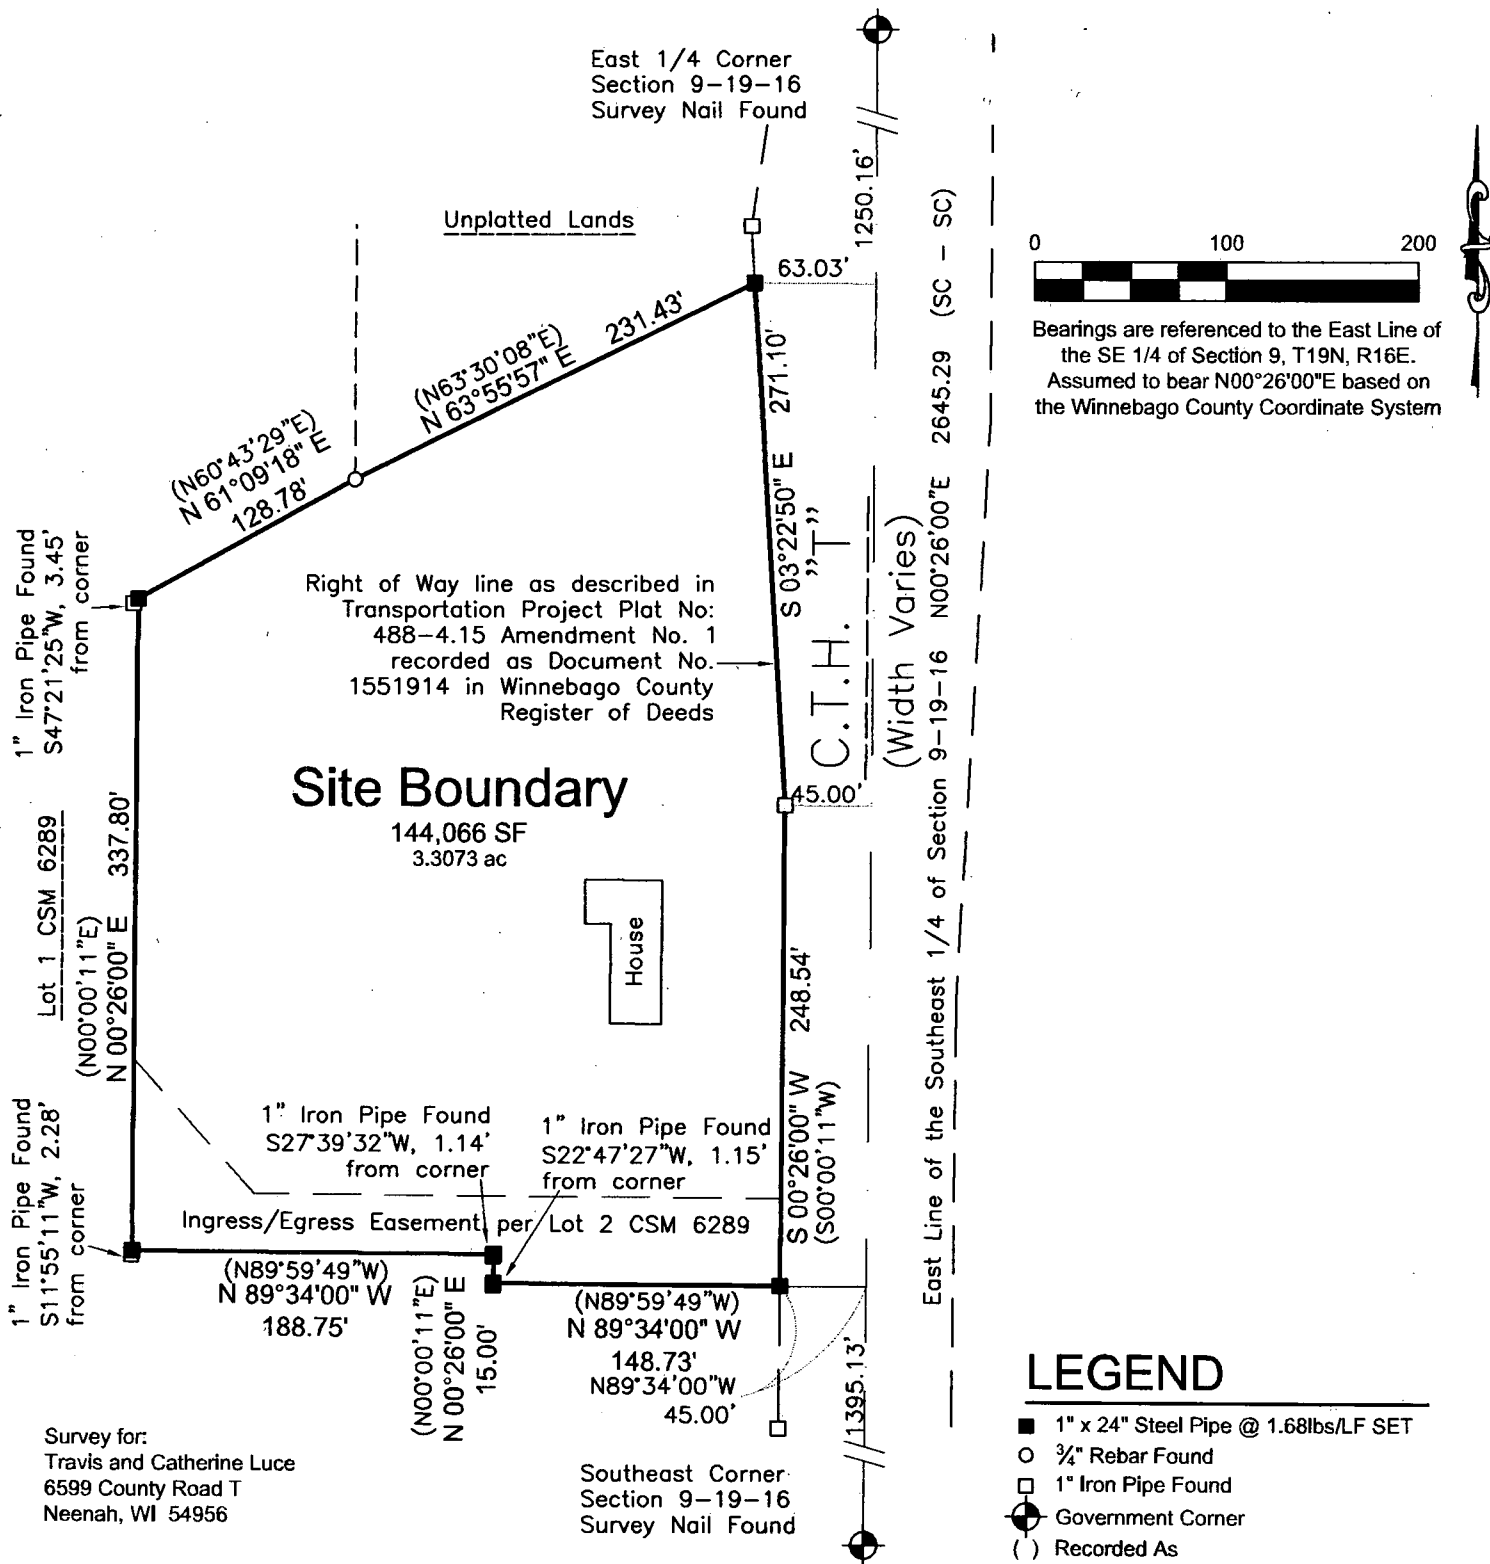 East 1/4 Corner
Section 9-19-16
Survey Nail Found
Unplatted Lands
63.03'
1250.16'
0 100 200
Bearings are referenced to the East Line of
the SE 1/4 of Section 9, T19N, R16E.
Assumed to bear N00°26'00"E based on
the Winnebago County Coordinate System
(N63°30'08"E)
N 63°55'57" E
231.43'
(N60°43'29"E)
N 61°09'18" E
128.78'
271.10'
S 03°22'50" E
1" Iron Pipe Found
S47°21'25"W, 3.45'
from corner
Right of Way line as described in
Transportation Project Plat No:
488-4.15 Amendment No. 1
recorded as Document No.
1551914 in Winnebago County
Register of Deeds
C.T.H. "T"
(Width Varies)
East Line of the Southeast 1/4 of Section 9-19-16 N00°26'00"E 2645.29 (SC - SC)
Site Boundary
144,066 SF
3.3073 ac
45.00'
House
Lot 1 CSM 6289
(N00°00'11"E)
N 00°26'00" E 337.80'
248.54'
S 00°26'00" W
(S00°00'11"W)
1" Iron Pipe Found
S27°39'32"W, 1.14'
from corner
1" Iron Pipe Found
S22°47'27"W, 1.15'
from corner
1" Iron Pipe Found
S11°55'11"W, 2.28'
from corner
Ingress/Egress Easement per Lot 2 CSM 6289
(N89°59'49"W)
N 89°34'00" W
188.75'
(N00°00'11"E)
N 00°26'00" E
15.00'
(N89°59'49"W)
N 89°34'00" W
148.73'
N89°34'00"W
45.00'
1395.13'
Southeast Corner
Section 9-19-16
Survey Nail Found
Survey for:
Travis and Catherine Luce
6599 County Road T
Neenah, WI 54956
LEGEND
1" x 24" Steel Pipe @ 1.68lbs/LF SET
¾" Rebar Found
1" Iron Pipe Found
Government Corner
( ) Recorded As